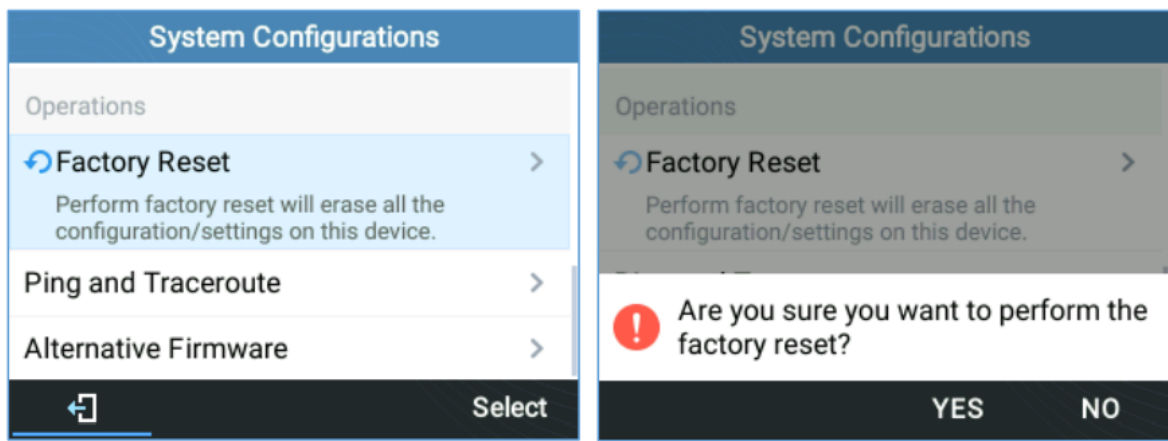 System Configurations
Operations
Factory Reset
Perform factory reset will erase all the
configuration/settings on this device.
Ping and Traceroute
Alternative Firmware
Select
System Configurations
Operations
Factory Reset
Perform factory reset will erase all the
configuration/settings on this device.
Are you sure you want to perform the
factory reset?
YES NO